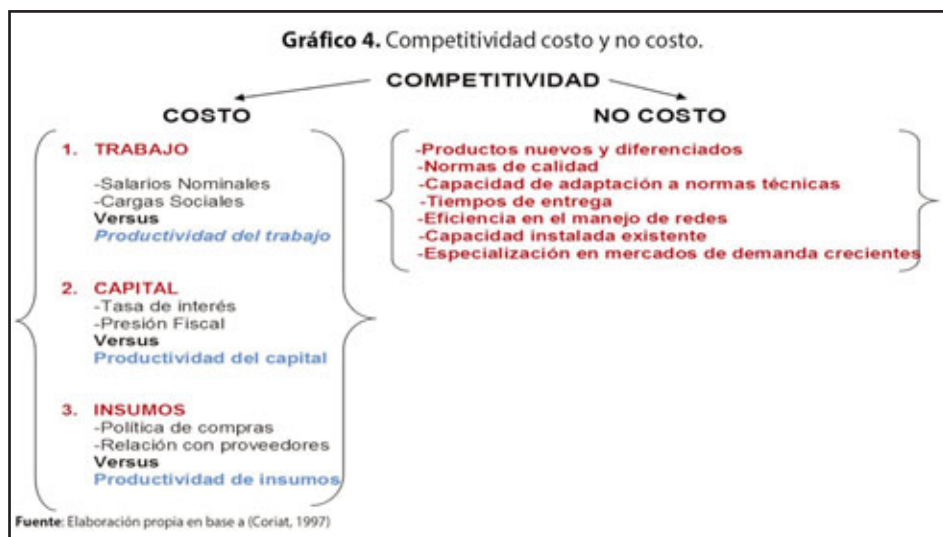 Gráfico 4. Competitividad costo y no costo.
COMPETITIVIDAD
COSTO
1. TRABAJO
-Salarios Nominales
-Cargas Sociales
Versus
Productividad del trabajo
2. CAPITAL
-Tasa de interés
-Presión Fiscal
Versus
Productividad del capital
3. INSUMOS
-Política de compras
-Relación con proveedores
Versus
Productividad de insumos
NO COSTO
-Productos nuevos y diferenciados
-Normas de calidad
-Capacidad de adaptación a normas técnicas
-Tiempos de entrega
-Eficiencia en el manejo de redes
-Capacidad instalada existente
-Especialización en mercados de demanda crecientes
Fuente: Elaboración propia en base a (Coriat, 1997)